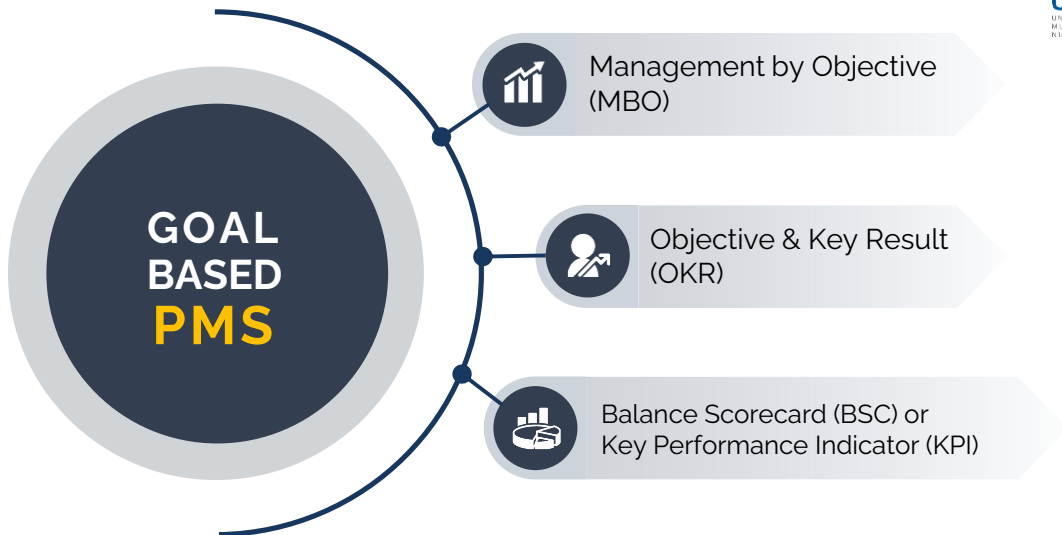 GOAL
BASED
PMS
Management by Objective
(MBO)
Objective & Key Result
(OKR)
Balance Scorecard (BSC) or
Key Performance Indicator (KPI)